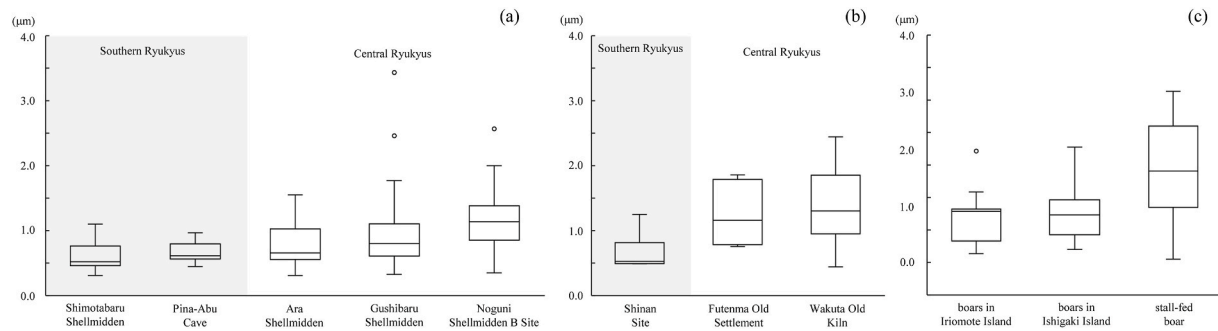 (μm)
(a)
4.0
3.0
2.0
1.0
0.0
Southern Ryukyus
Central Ryukyus
Shimotabaru
Shellmidden
Pina-Abu
Cave
Ara
Shellmidden
Gushibaru
Shellmidden
Noguni
Shellmidden B Site
(μm)
(b)
4.0
3.0
2.0
1.0
0.0
Southern Ryukyus
Central Ryukyus
Shinan
Site
Futenma Old
Settlement
Wakuta Old
Kiln
(μm)
(c)
4.0
3.0
2.0
1.0
0.0
boars in
Iriomote Island
boars in
Ishigaki Island
stall-fed
boar